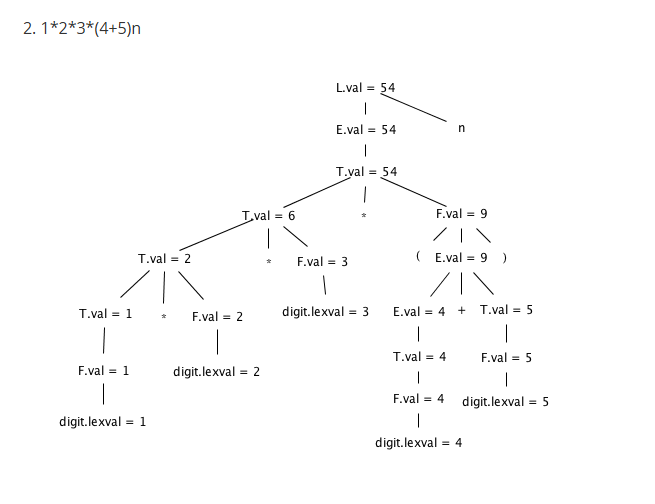 2. 1*2*3*(4+5)n
L.val = 54
E.val = 54 n
T.val = 54
T.val = 6 * F.val = 9
T.val = 2 * F.val = 3 ( E.val = 9 )
T.val = 1 * F.val = 2 digit.lexval = 3 E.val = 4 + T.val = 5
F.val = 1 digit.lexval = 2 T.val = 4 F.val = 5
digit.lexval = 1 F.val = 4 digit.lexval = 5
digit.lexval = 4